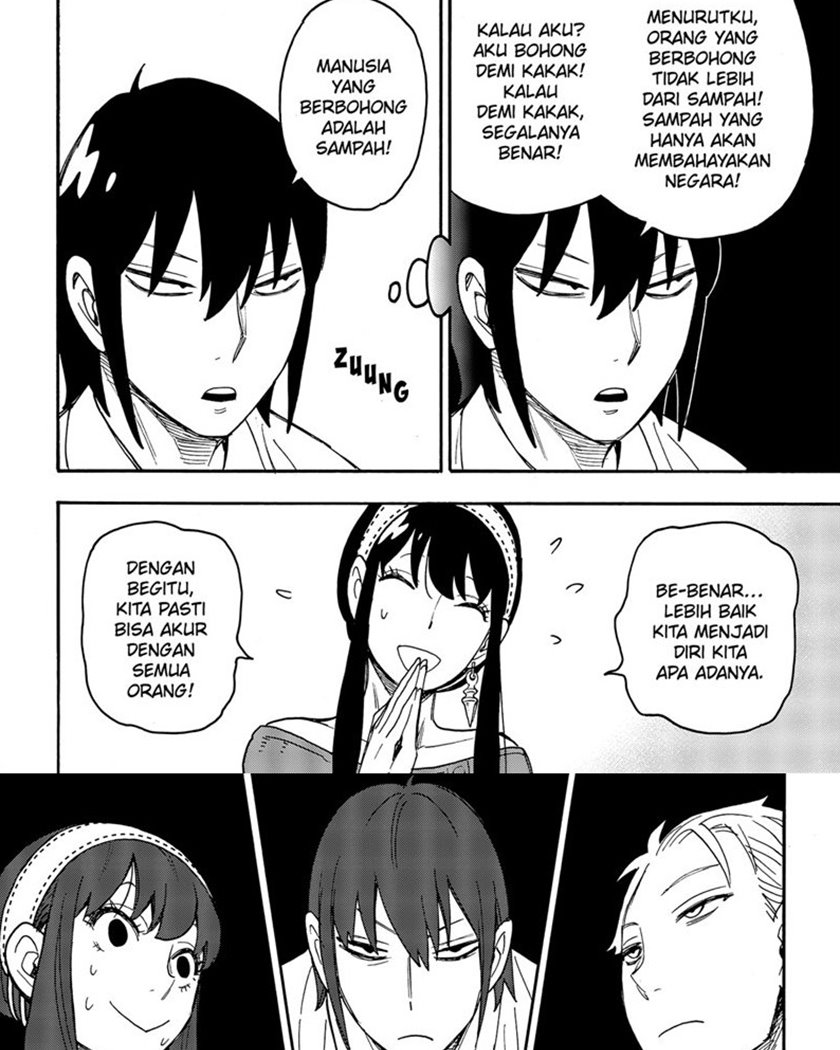 MENURUTKU,
ORANG YANG
BERBOHONG
TIDAK LEBIH
DARI SAMPAH!
SAMPAH YANG
HANYA AKAN
MEMBAHAYAKAN
NEGARA!
KALAU AKU?
AKU BOHONG
DEMI KAKAK!
KALAU
DEMI KAKAK,
SEGALANYA
BENAR!
MANUSIA
YANG
BERBOHONG
ADALAH
SAMPAH!
ZUUNG
BE-BENAR...
LEBIH BAIK
KITA MENJADI
DIRI KITA
APA ADANYA.
DENGAN
BEGITU,
KITA PASTI
BISA AKUR
DENGAN
SEMUA
ORANG!